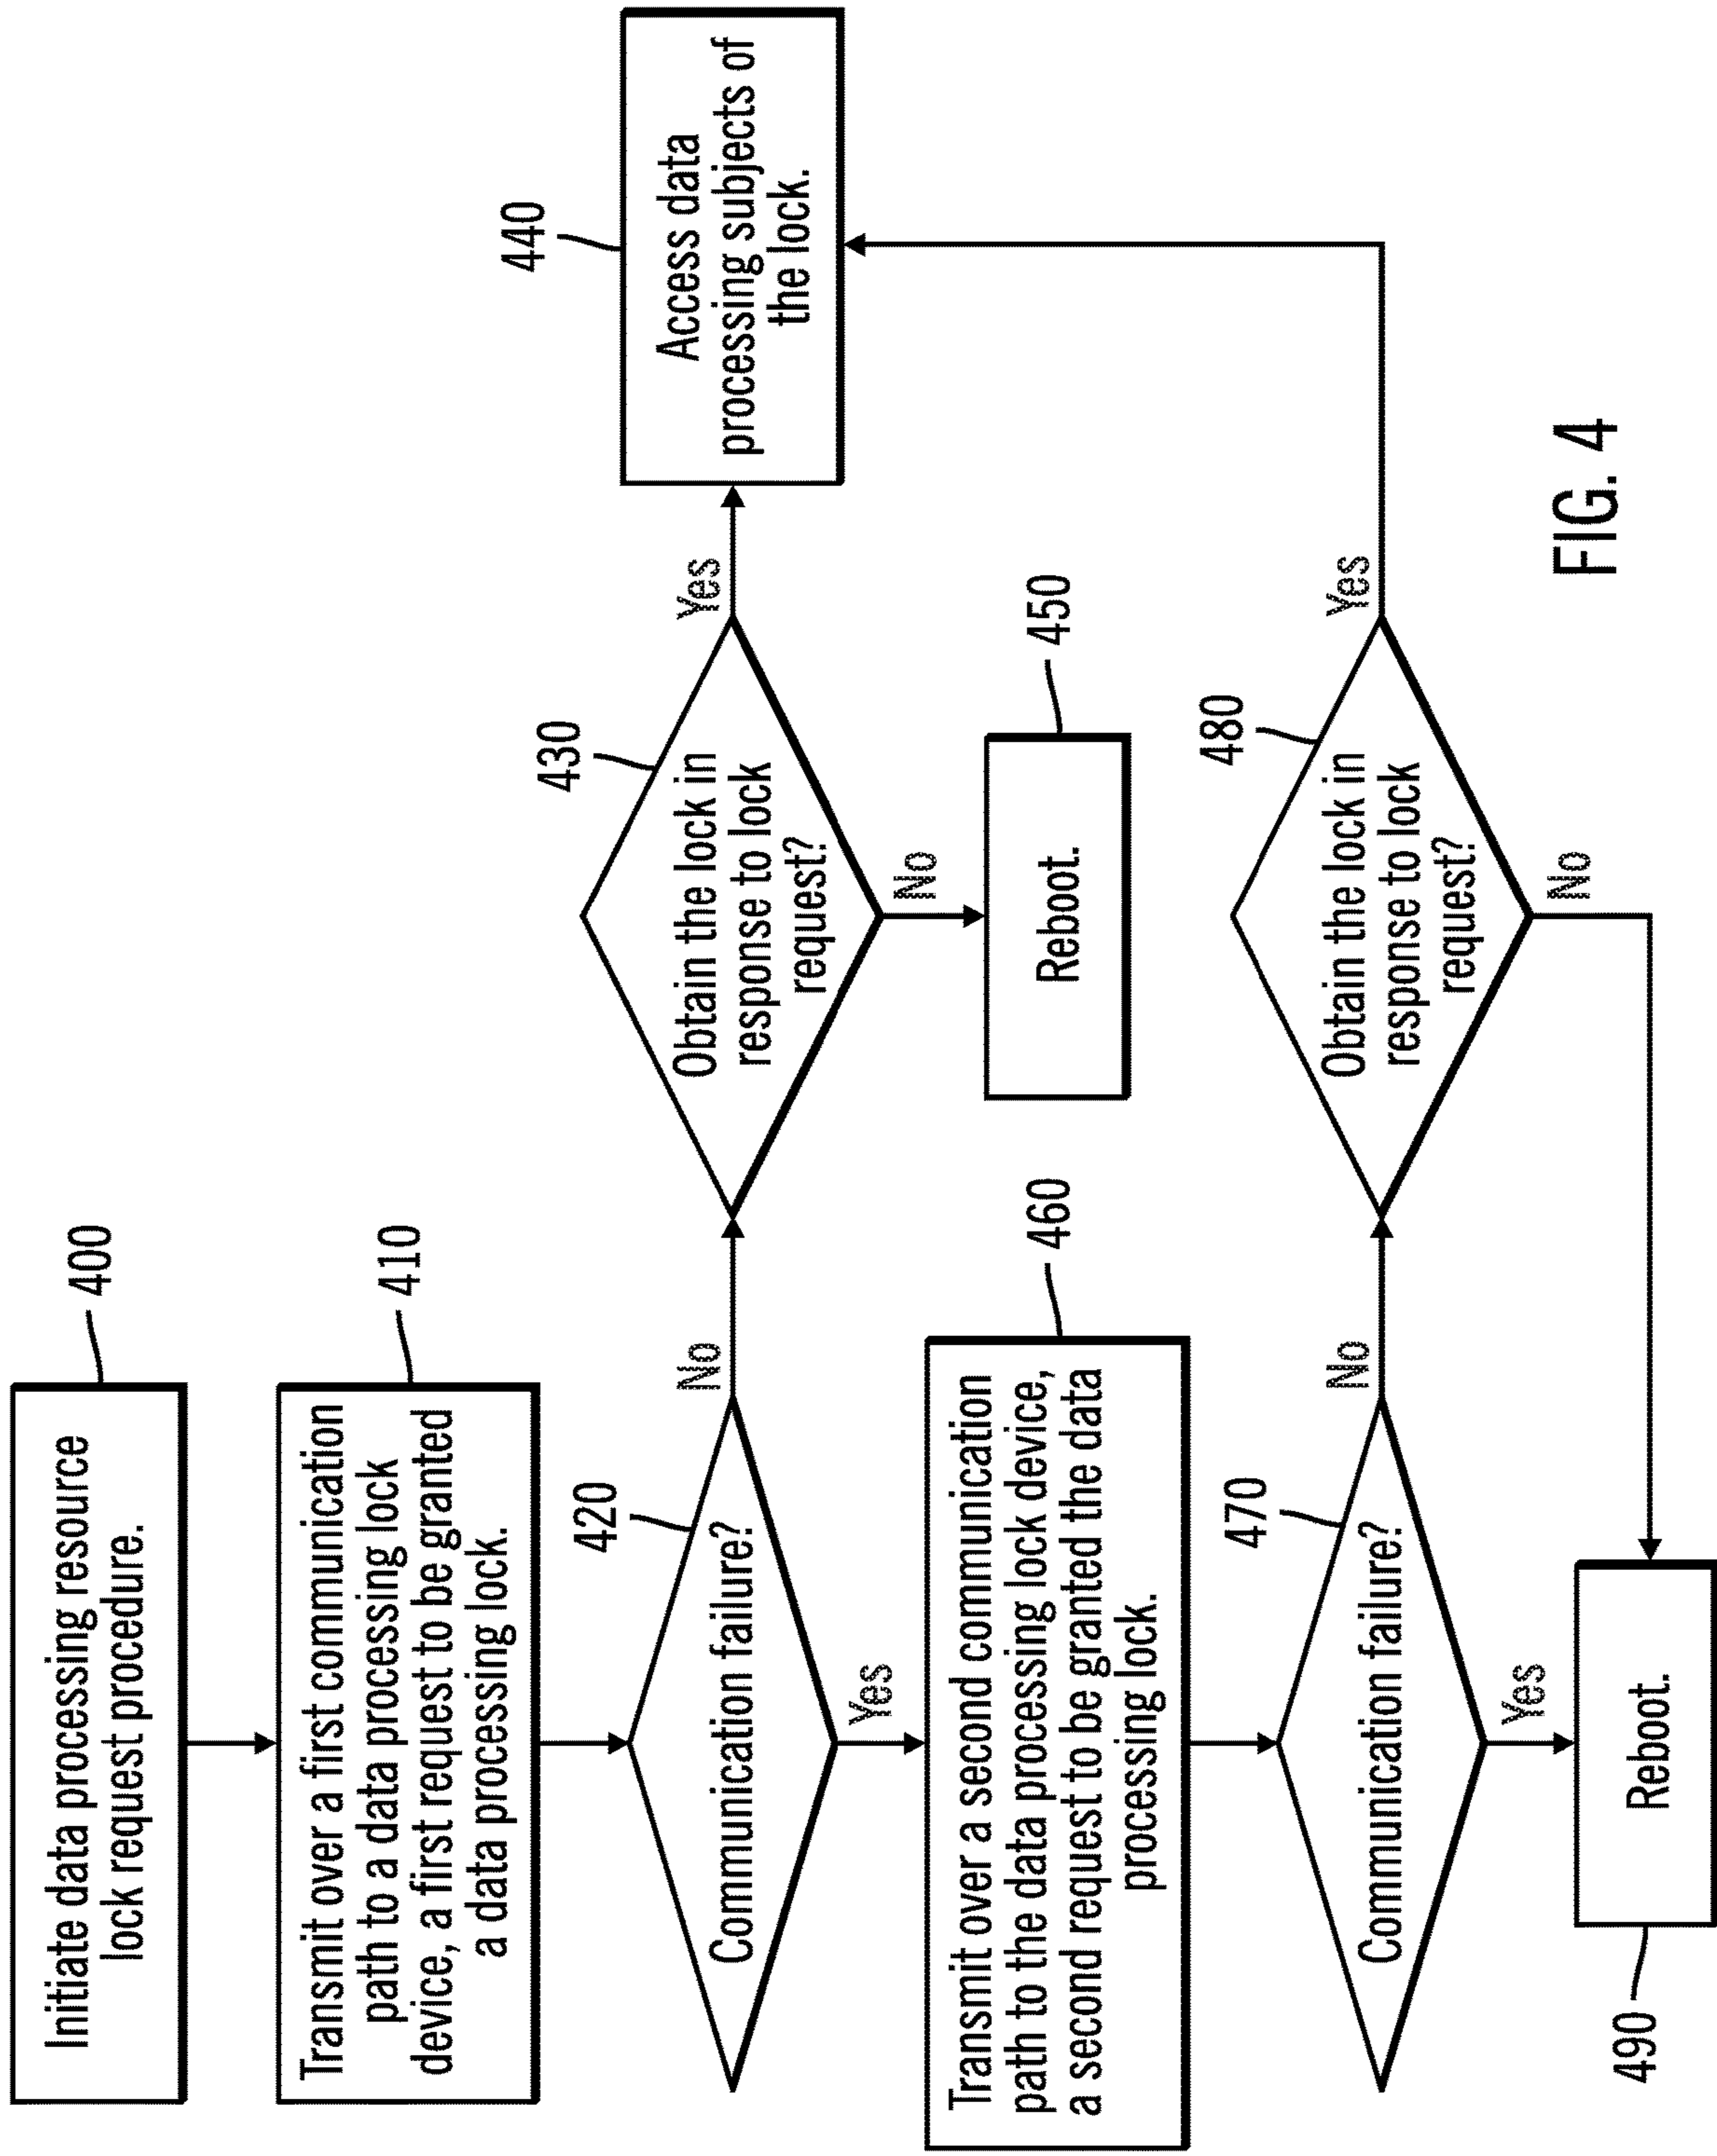 400
Initiate data processing resource
lock request procedure.
410
Transmit over a first communication
path to a data processing lock
device, a first request to be granted
a data processing lock.
420
Communication failure?
No
Yes
430
Obtain the lock in
response to lock
request?
Yes
No
440
Access data
processing subjects of
the lock.
450
Reboot.
460
Transmit over a second communication
path to the data processing lock device,
a second request to be granted the data
processing lock.
470
Communication failure?
No
Yes
480
Obtain the lock in
response to lock
request?
Yes
No
490
Reboot.
FIG. 4